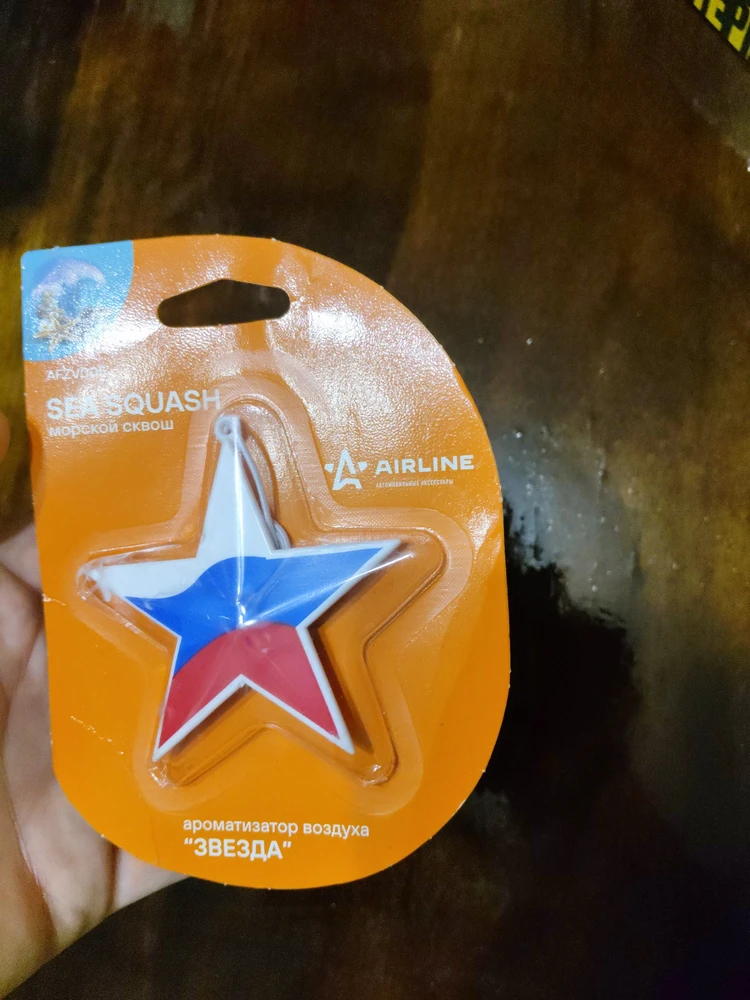 SEA SQUASH
морской сквош
AIRLINE
АВТОМОБИЛЬНЫЕ АКСЕССУАРЫ
ароматизатор воздуха
“ЗВЕЗДА”